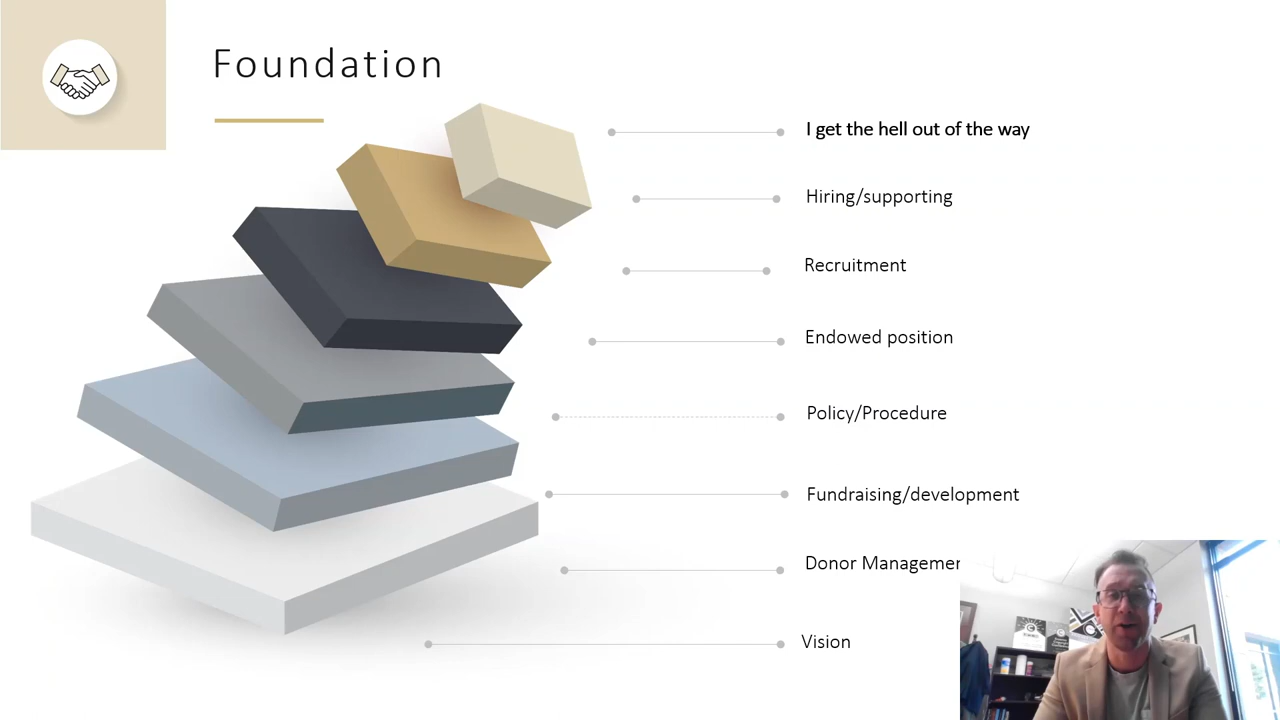 Foundation
I get the hell out of the way
Hiring/supporting
Recruitment
Endowed position
Policy/Procedure
Fundraising/development
Donor
Vision